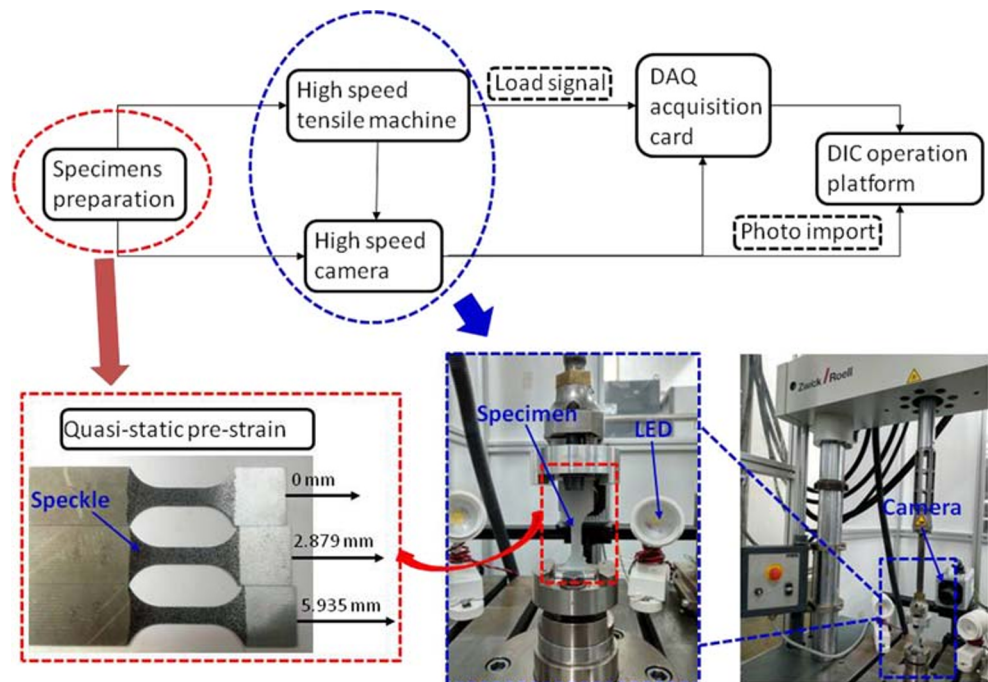 High speed
tensile machine
Load signal
DAQ
acquisition
card
Specimens
preparation
DIC operation
platform
High speed
camera
Photo import
Quasi-static pre-strain
Speckle
0 mm
2.879 mm
5.935 mm
Specimen
LED
Zwick / Roell
Camera